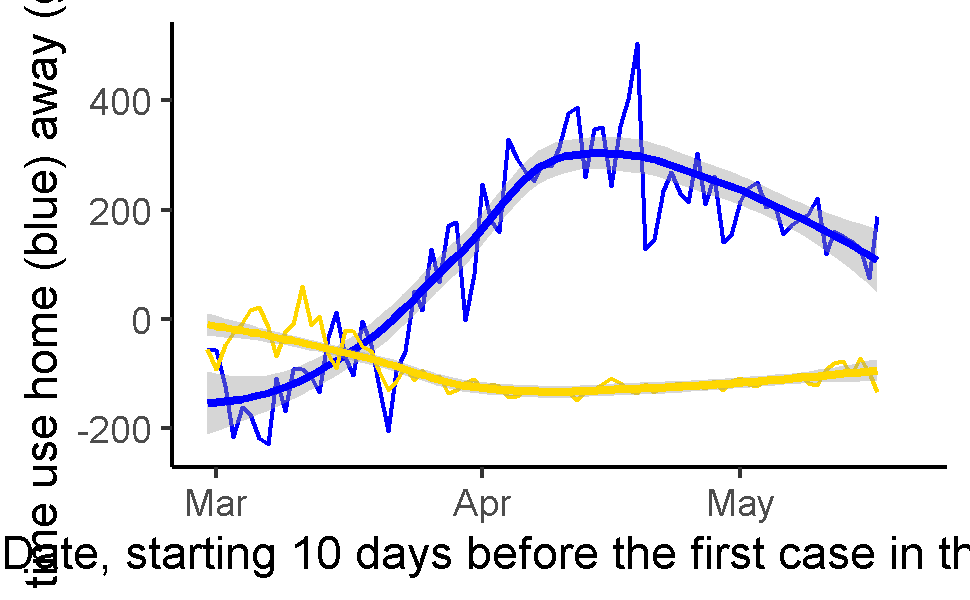 time use home (blue) away (
400
200
0
-200
Mar Apr May
Date, starting 10 days before the first case in th